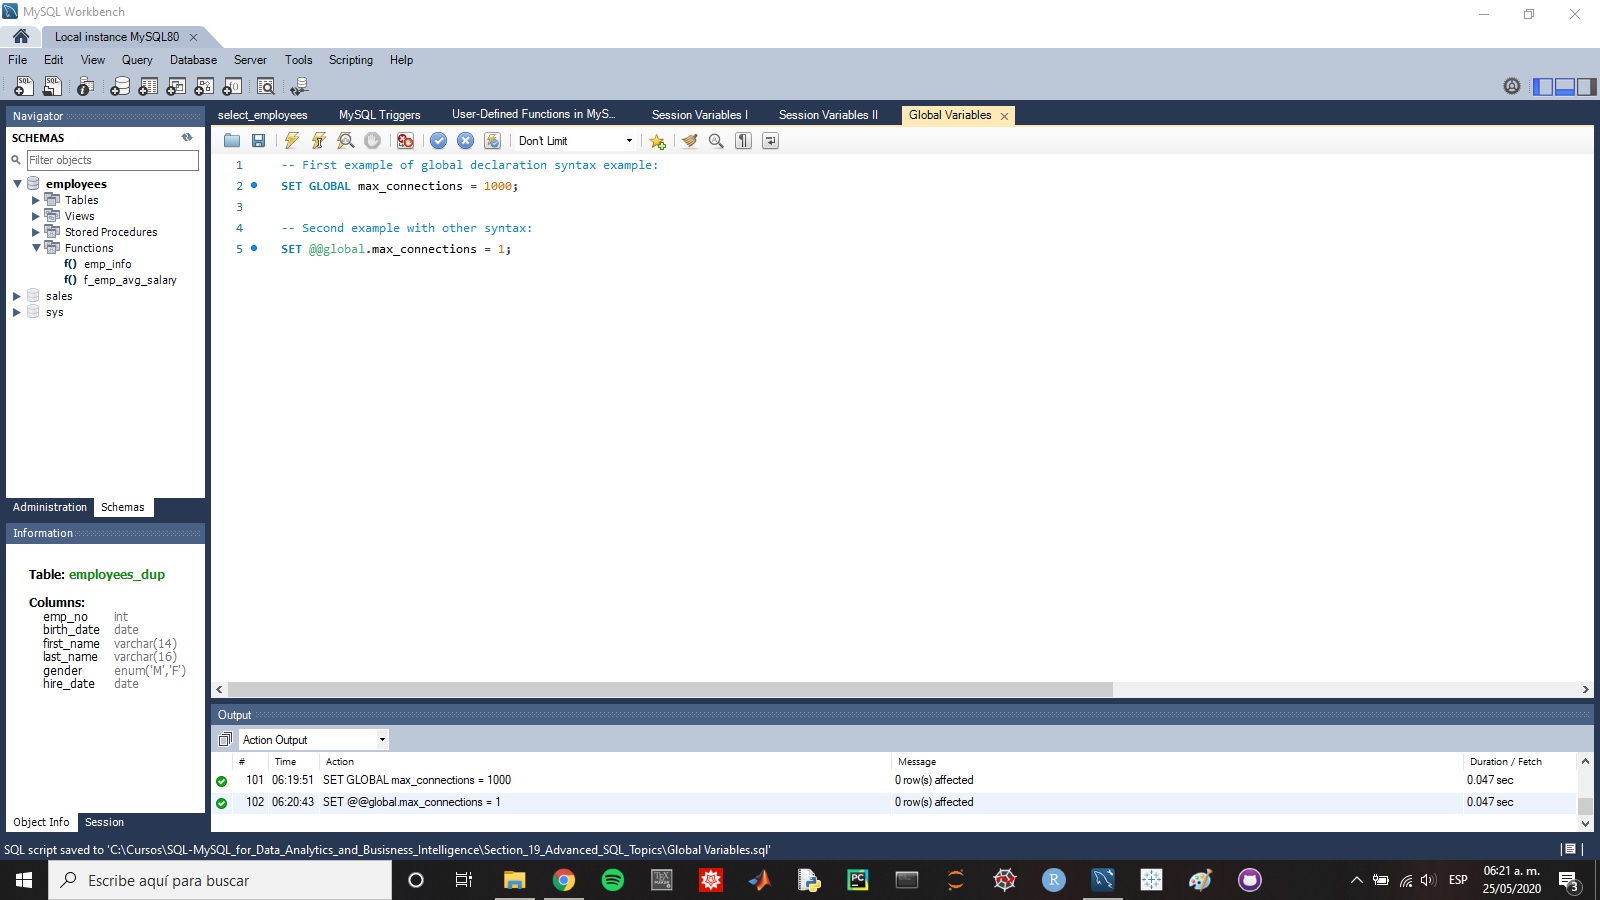 MySQL Workbench
Local instance MySQL80
File Edit View Query Database Server Tools Scripting Help
Navigator
SCHEMAS
Filter objects
employees
Tables
Views
Stored Procedures
Functions
f() emp_info
f() f_emp_avg_salary
sales
sys
Administration Schemas
Information
Table: employees_dup
Columns:
emp_no int
birth_date date
first_name varchar(14)
last_name varchar(16)
gender enum('M','F')
hire_date date
Object Info Session
select_employees MySQL Triggers User-Defined Functions in MyS... Session Variables I Session Variables II Global Variables
Don't Limit
1 -- First example of global declaration syntax example:
2 SET GLOBAL max_connections = 1000;
3
4 -- Second example with other syntax:
5 SET @@global.max_connections = 1;
Output
Action Output
# Time Action Message Duration / Fetch
101 06:19:51 SET GLOBAL max_connections = 1000 0 row(s) affected 0.047 sec
102 06:20:43 SET @@global.max_connections = 1 0 row(s) affected 0.047 sec
SQL script saved to 'C:\Cursos\SQL-MySQL_for_Data_Analytics_and_Busisness_Intelligence\Section_19_Advanced_SQL_Topics\Global Variables.sql'
Escribe aquí para buscar
ESP
06:21 a. m.
25/05/2020
3